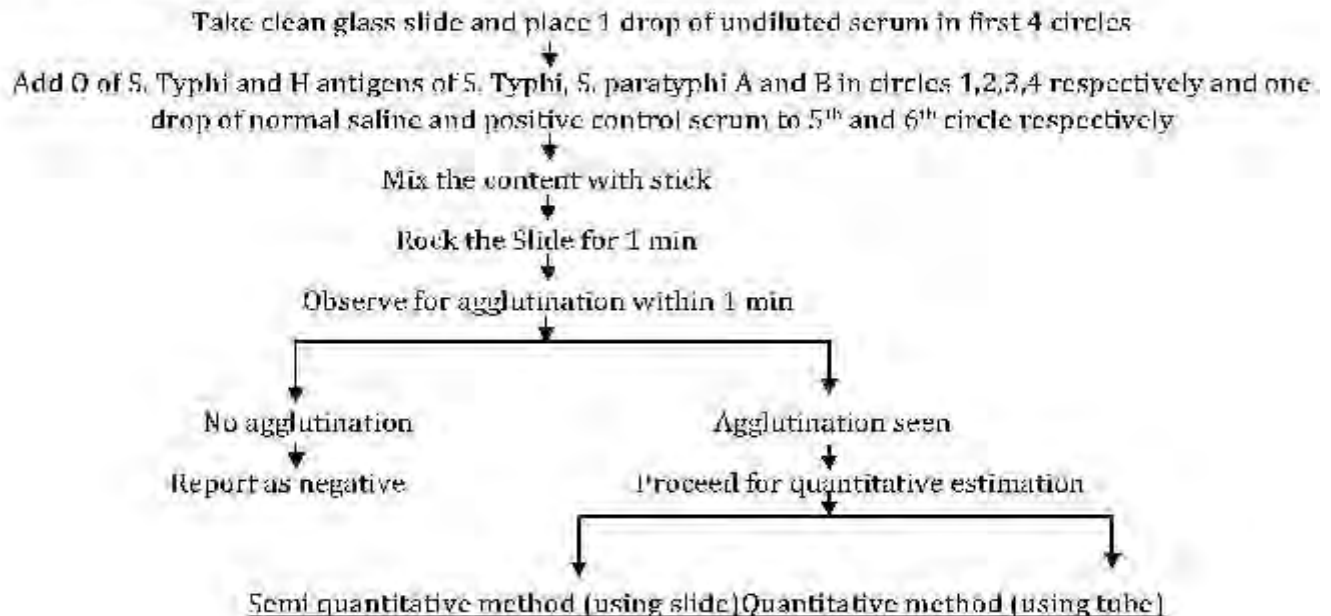 Take clean glass slide and place 1 drop of undiluted serum in first 4 circles
Add O of S. Typhi and H antigens of S. Typhi, S. paratyphi A and B in circles 1,2,3,4 respectively and one
drop of normal saline and positive control serum to 5th and 6th circle respectively
Mix the content with stick
Rock the Slide for 1 min
Observe for agglutination within 1 min
No agglutination
Agglutination seen
Report as negative
Proceed for quantitative estimation
Semi quantitative method (using slide)Quantitative method (using tube)